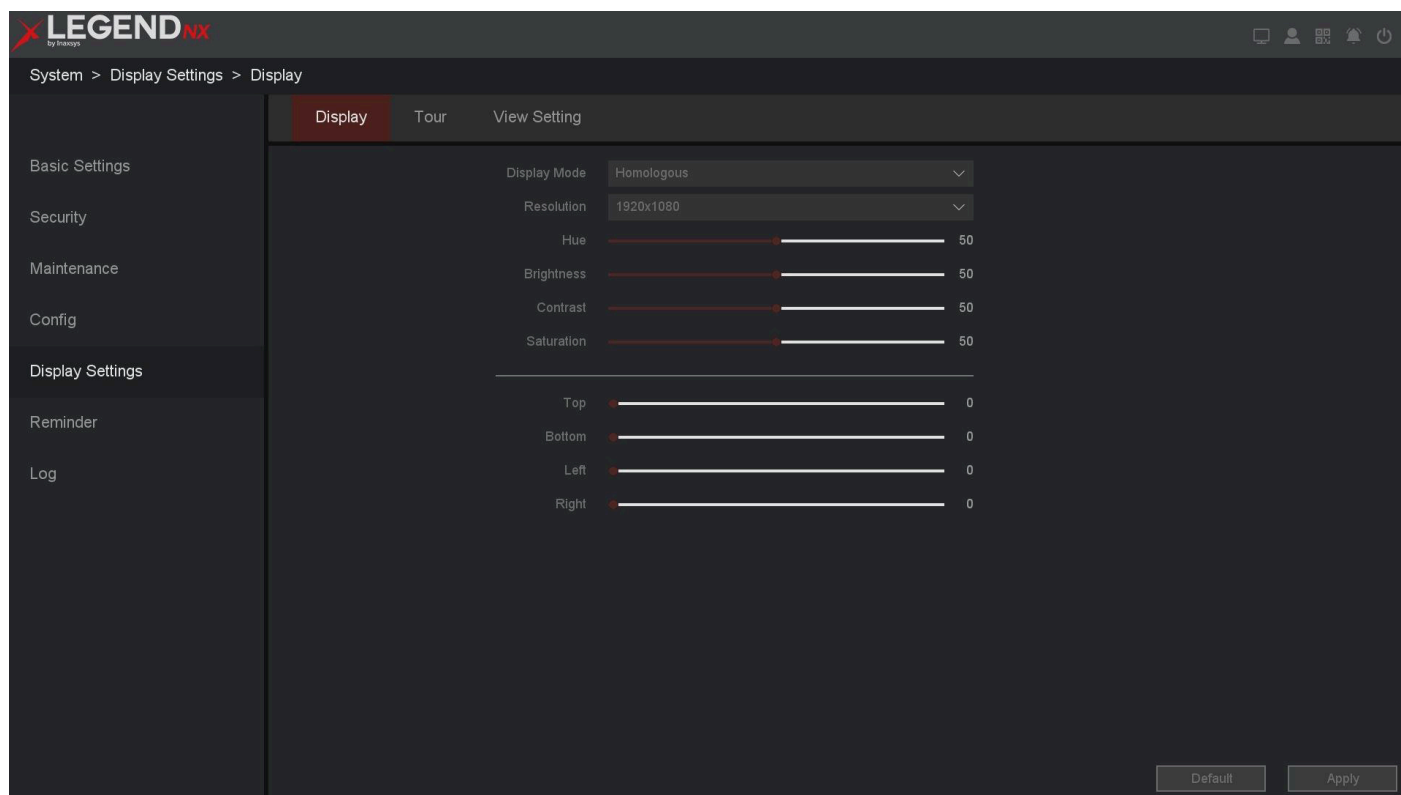 XLEGENDNX
by Inaxsys
System > Display Settings > Display
Display Tour View Setting
Basic Settings
Security
Maintenance
Config
Display Settings
Reminder
Log
Display Mode Homologous
Resolution 1920x1080
Hue 50
Brightness 50
Contrast 50
Saturation 50
Top 0
Bottom 0
Left 0
Right 0
Default Apply